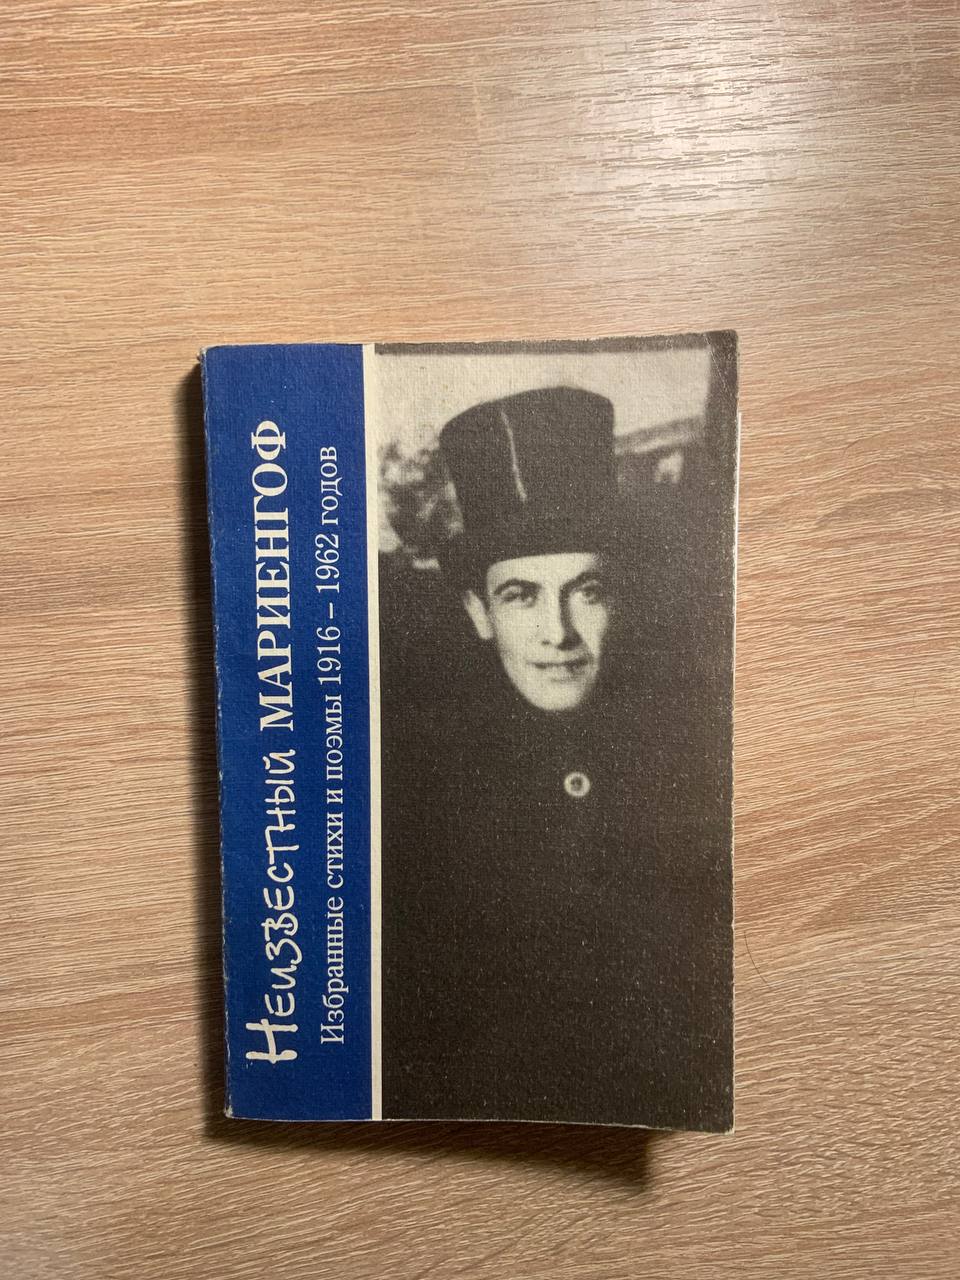 Неизвестный МАРИЕНГОФ
Избранные стихи и поэмы 1916 – 1962 годов